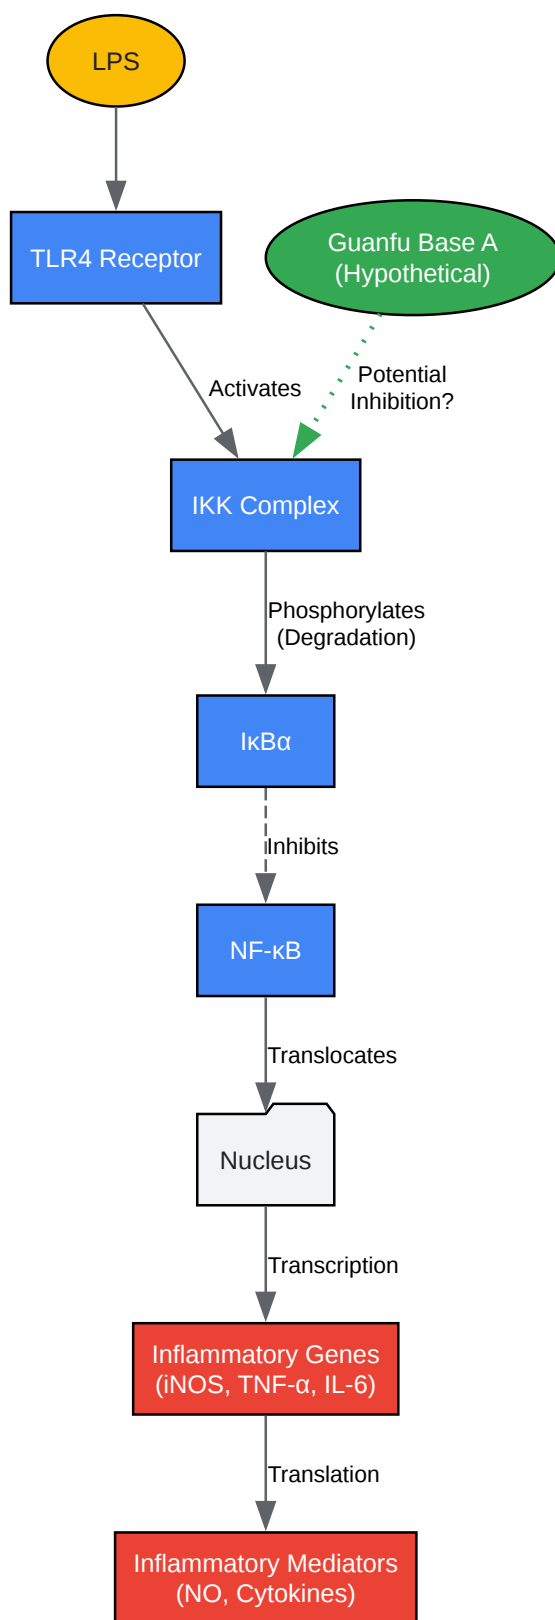 LPS
TLR4 Receptor
Guanfu Base A
(Hypothetical)
Activates
Potential
Inhibition?
IKK Complex
Phosphorylates
(Degradation)
IκBα
Inhibits
NF-κB
Translocates
Nucleus
Transcription
Inflammatory Genes
(iNOS, TNF-α, IL-6)
Translation
Inflammatory Mediators
(NO, Cytokines)